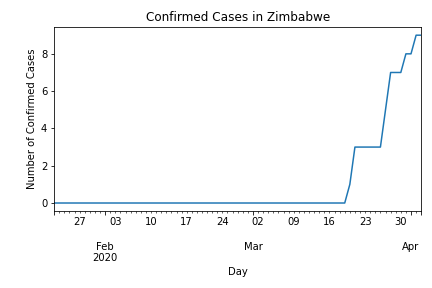 Confirmed Cases in Zimbabwe
Number of Confirmed Cases
8
6
4
2
0
27 03 10 17 24 02 09 16 23 30
Feb Mar Apr
2020
Day